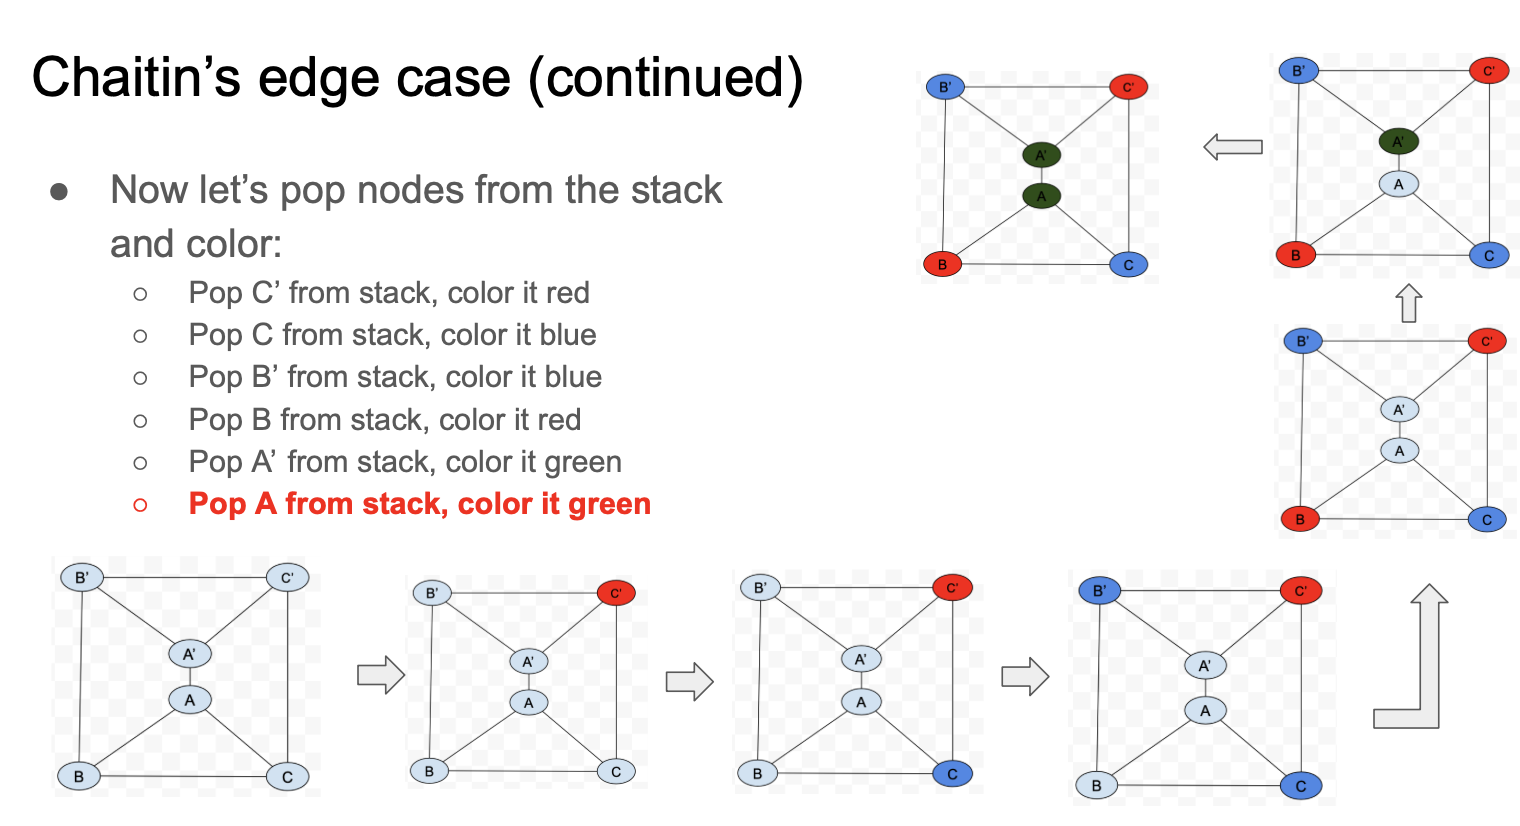 Chaitin’s edge case (continued)
● Now let’s pop nodes from the stack
and color:
○ Pop C’ from stack, color it red
○ Pop C from stack, color it blue
○ Pop B’ from stack, color it blue
○ Pop B from stack, color it red
○ Pop A’ from stack, color it green
○ Pop A from stack, color it green
B’ C’
A’
A
B C
B’ C’
A’
A
B C
B’ C’
A’
A
B C
B’ C’
A’
A
B C
B’ C’
A’
A
B C
B’ C’
A’
A
B C
B’ C’
A’
A
B C